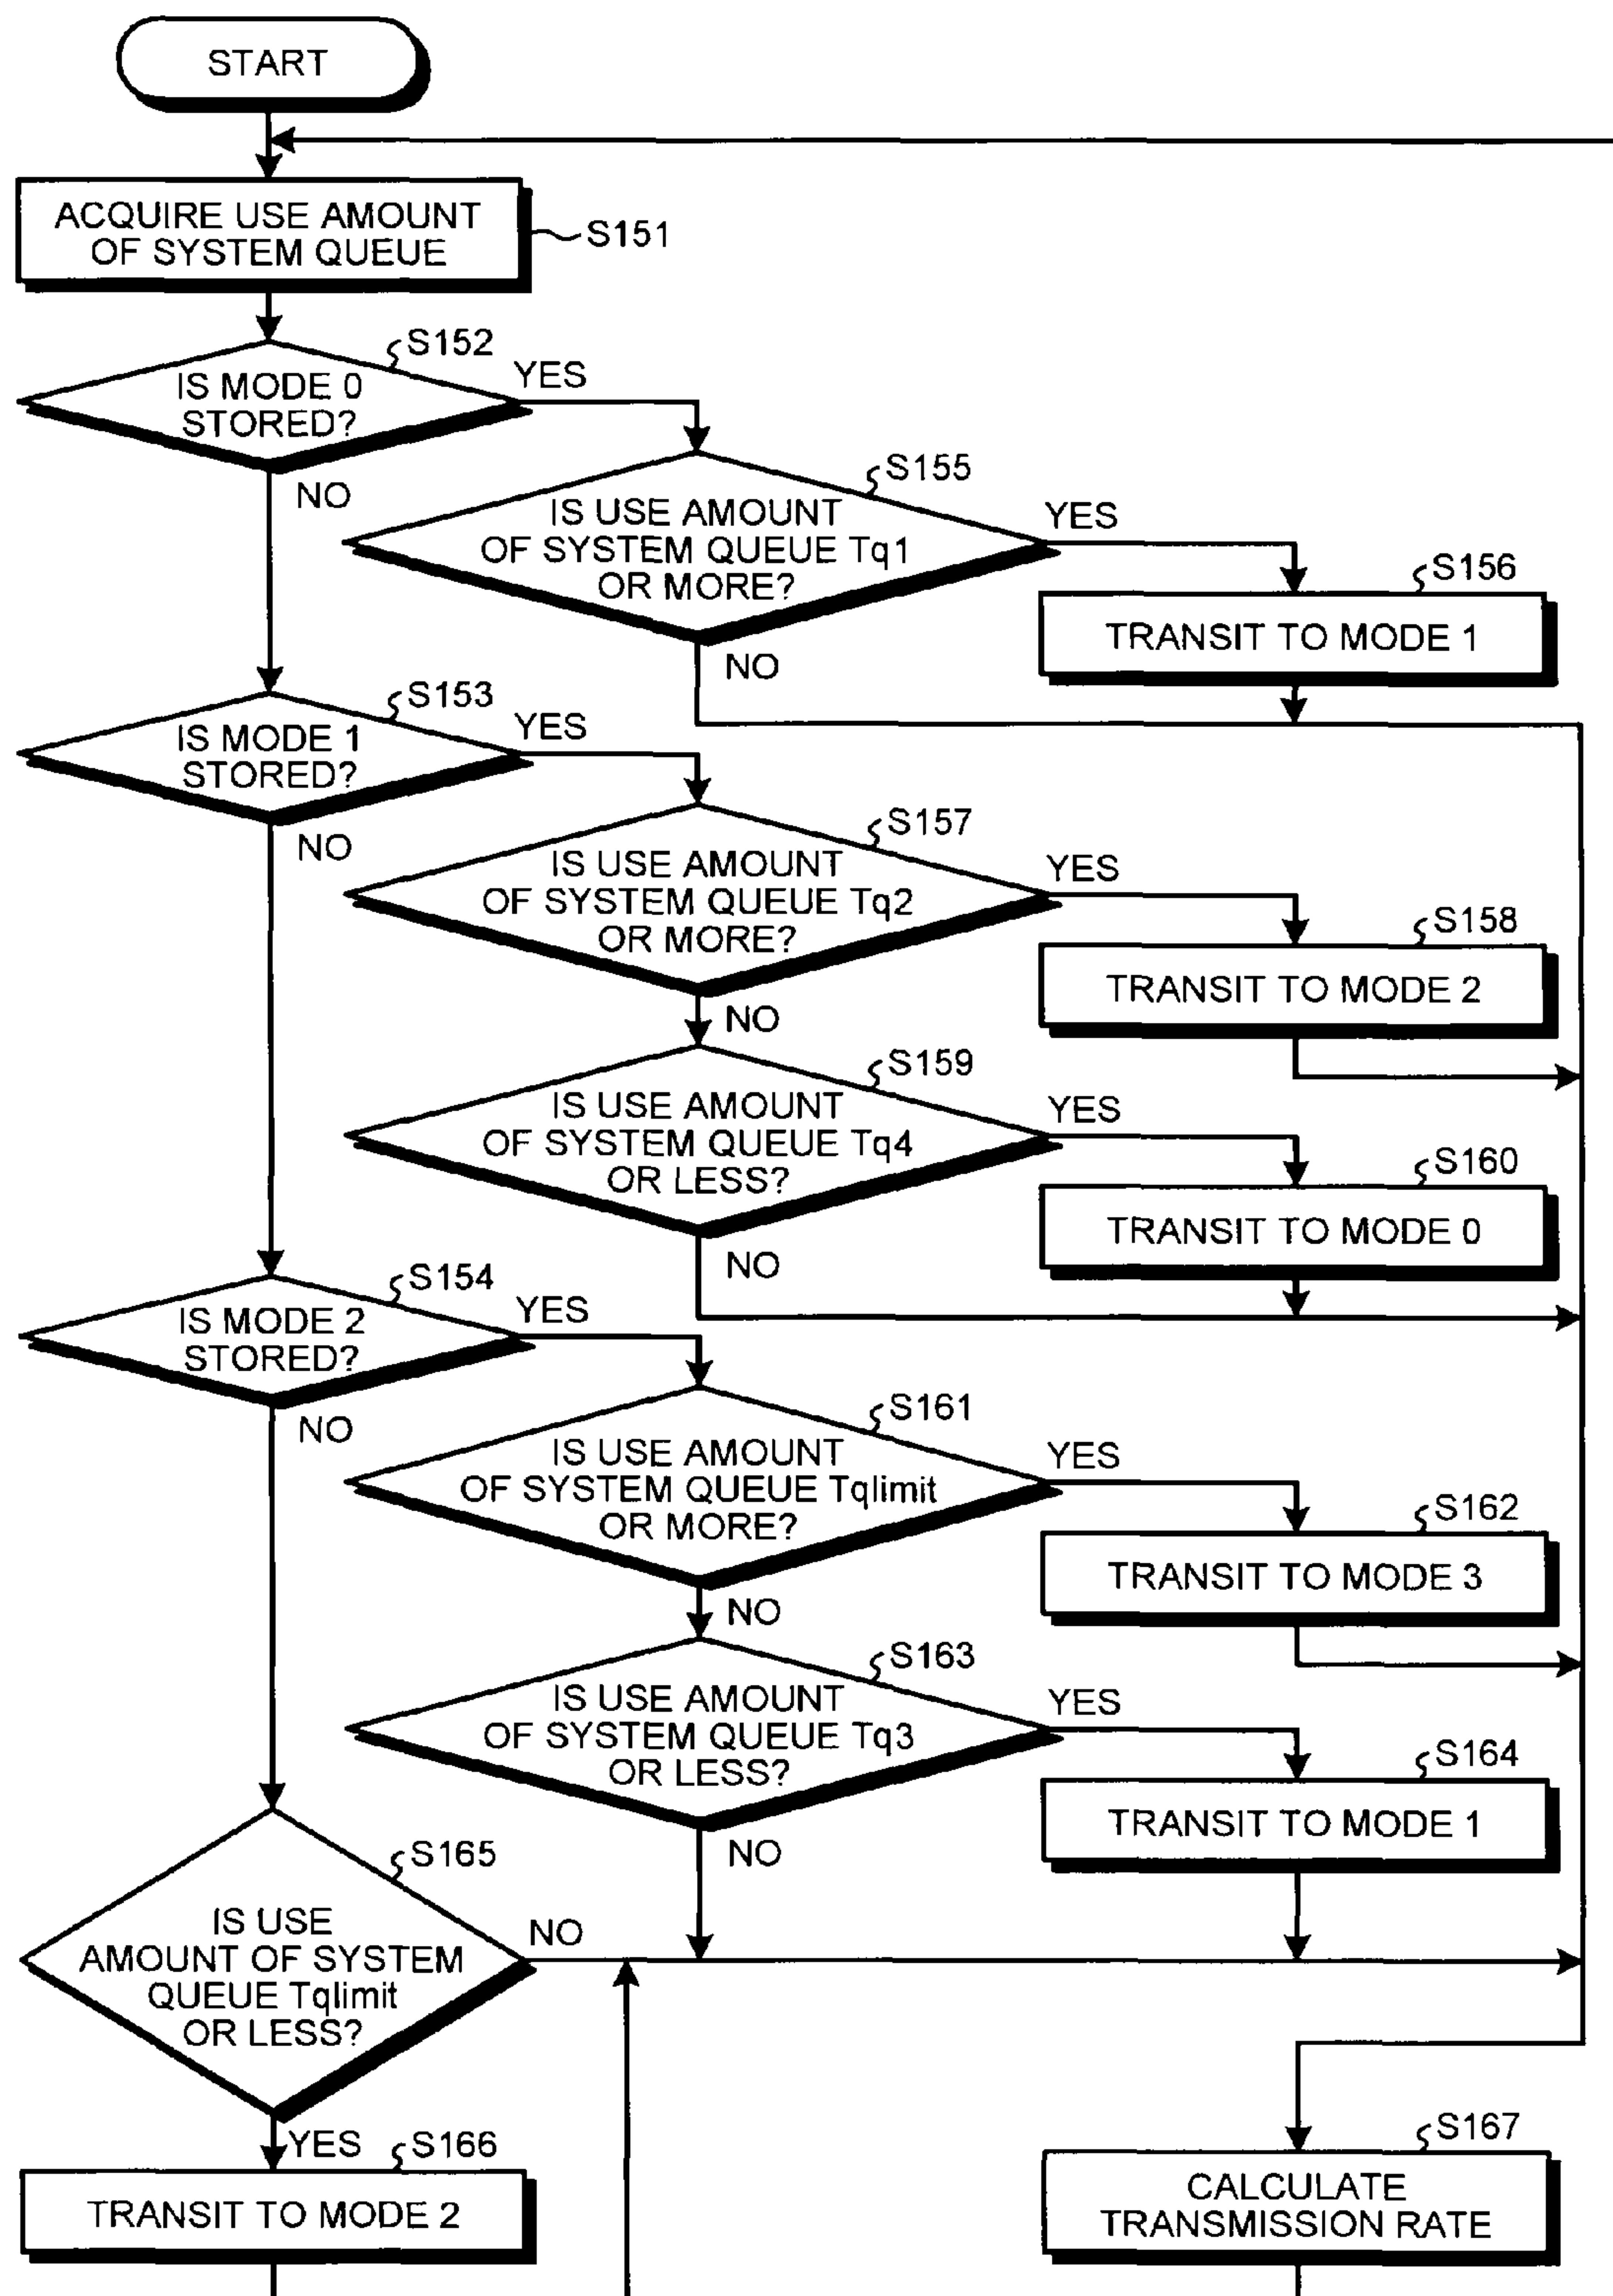 START
ACQUIRE USE AMOUNT
OF SYSTEM QUEUE
S151
S152
IS MODE 0
STORED?
YES
NO
S155
IS USE AMOUNT
OF SYSTEM QUEUE Tq1
OR MORE?
YES
NO
S156
TRANSIT TO MODE 1
S153
IS MODE 1
STORED?
YES
NO
S157
IS USE AMOUNT
OF SYSTEM QUEUE Tq2
OR MORE?
YES
NO
S158
TRANSIT TO MODE 2
S159
IS USE AMOUNT
OF SYSTEM QUEUE Tq4
OR LESS?
YES
NO
S160
TRANSIT TO MODE 0
S154
IS MODE 2
STORED?
YES
NO
S161
IS USE AMOUNT
OF SYSTEM QUEUE Tqlimit
OR MORE?
YES
NO
S162
TRANSIT TO MODE 3
S163
IS USE AMOUNT
OF SYSTEM QUEUE Tq3
OR LESS?
YES
NO
S164
TRANSIT TO MODE 1
S165
IS USE
AMOUNT OF SYSTEM
QUEUE Tqlimit
OR LESS?
NO
YES
S166
TRANSIT TO MODE 2
S167
CALCULATE
TRANSMISSION RATE